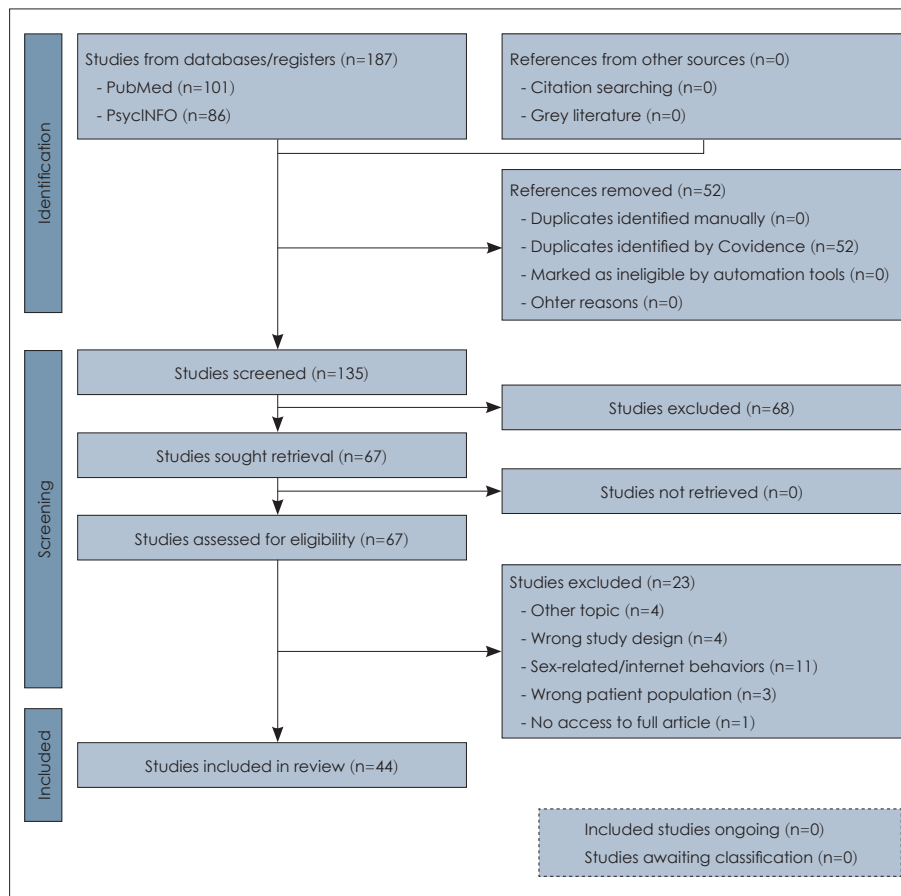 Identification
Studies from databases/registers (n=187)
- PubMed (n=101)
- PsycINFO (n=86)
References from other sources (n=0)
- Citation searching (n=0)
- Grey literature (n=0)
References removed (n=52)
- Duplicates identified manually (n=0)
- Duplicates identified by Covidence (n=52)
- Marked as ineligible by automation tools (n=0)
- Ohter reasons (n=0)
Screening
Studies screened (n=135)
Studies excluded (n=68)
Studies sought retrieval (n=67)
Studies not retrieved (n=0)
Studies assessed for eligibility (n=67)
Studies excluded (n=23)
- Other topic (n=4)
- Wrong study design (n=4)
- Sex-related/internet behaviors (n=11)
- Wrong patient population (n=3)
- No access to full article (n=1)
Included
Studies included in review (n=44)
Included studies ongoing (n=0)
Studies awaiting classification (n=0)